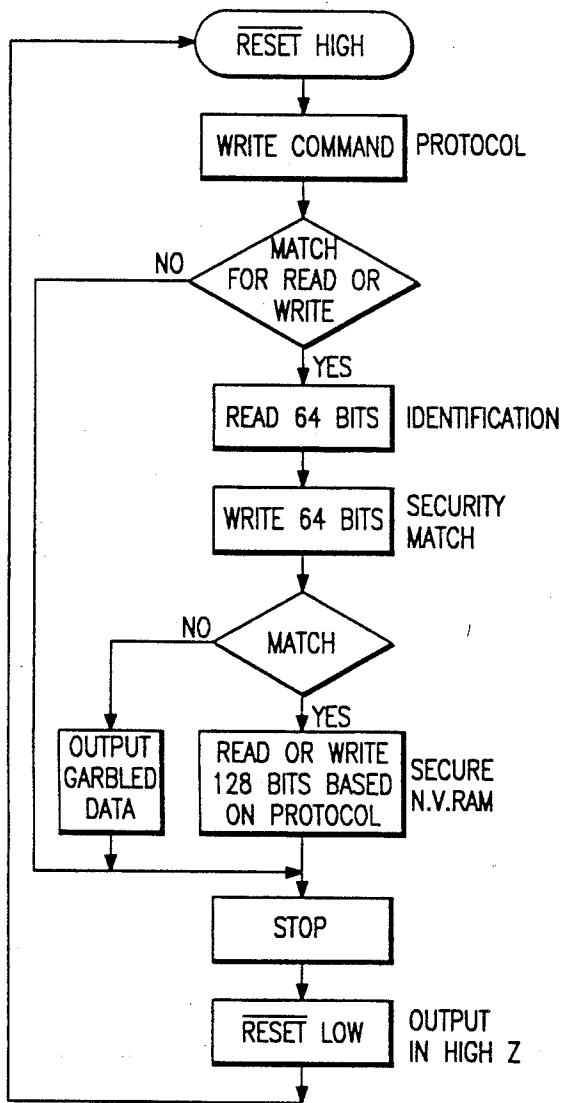 RESET HIGH
WRITE COMMAND
PROTOCOL
MATCH
FOR READ OR
WRITE
NO
YES
READ 64 BITS
IDENTIFICATION
WRITE 64 BITS
SECURITY
MATCH
MATCH
NO
YES
OUTPUT
GARBLED
DATA
READ OR WRITE
128 BITS BASED
ON PROTOCOL
SECURE
N.V.RAM
STOP
RESET LOW
OUTPUT
IN HIGH Z